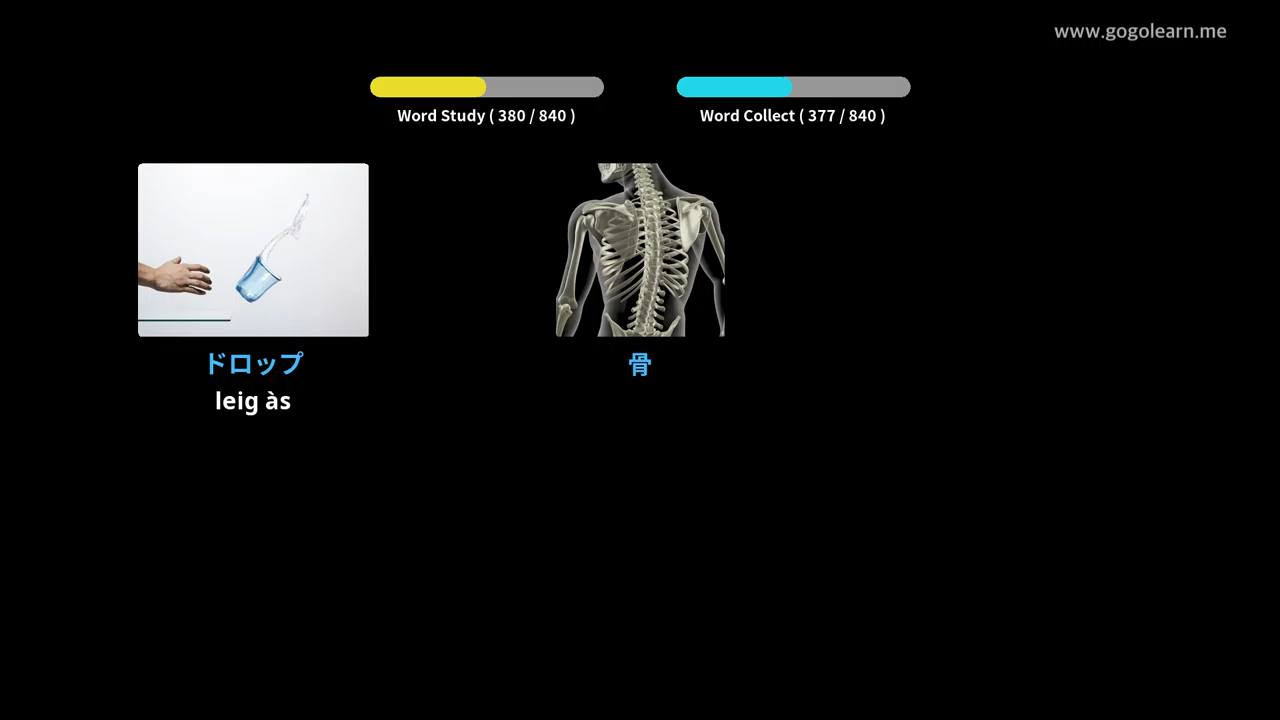 www.gogolearn.me
Word Study ( 380 / 840 )
Word Collect ( 377 / 840 )
ドロップ
leig às
骨